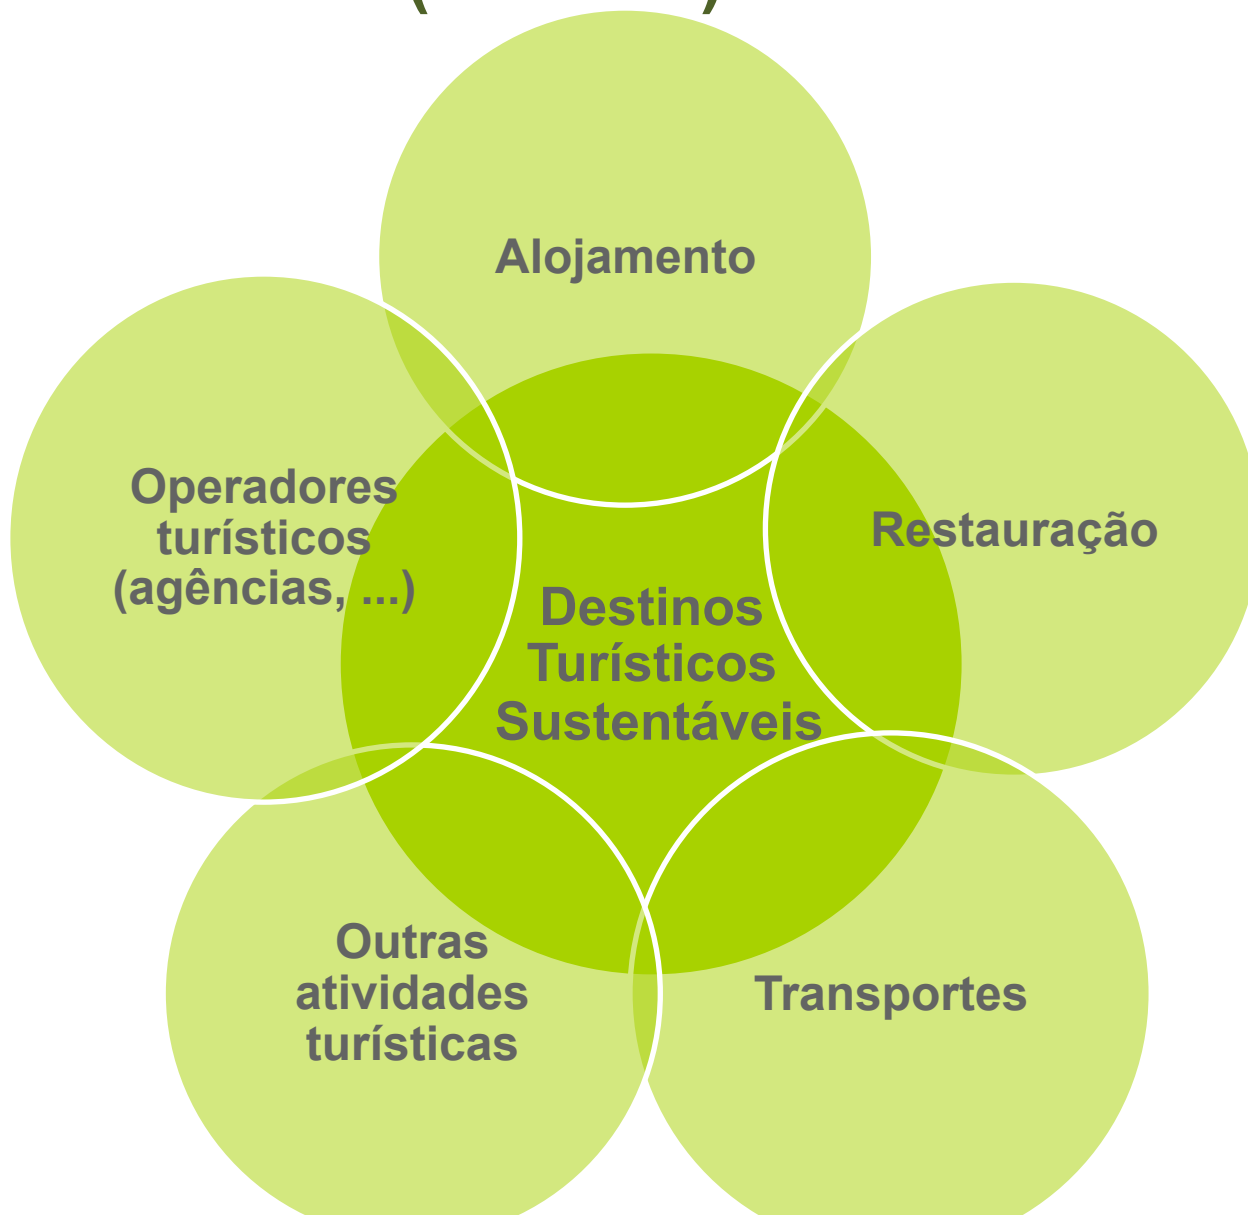 Alojamento
Operadores
turísticos
(agências, ...)
Restauração
Destinos
Turísticos
Sustentáveis
Outras
atividades
turísticas
Transportes